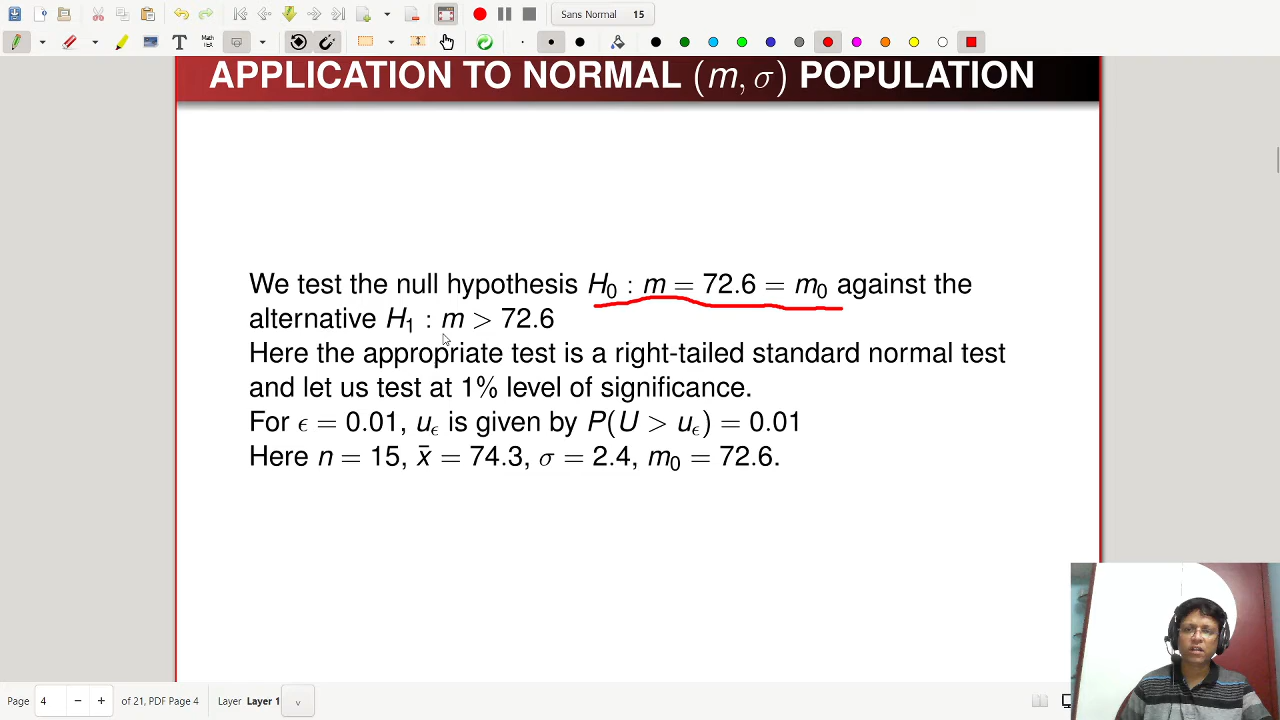 Sans Normal 15
APPLICATION TO NORMAL (m, σ) POPULATION
We test the null hypothesis H₀ : m = 72.6 = m₀ against the
alternative H₁ : m > 72.6
Here the appropriate test is a right-tailed standard normal test
and let us test at 1% level of significance.
For ϵ = 0.01, uϵ is given by P(U > uϵ) = 0.01
Here n = 15, x̄ = 74.3, σ = 2.4, m₀ = 72.6.
Page 4 of 21, PDF Page 4 Layer Layer 1